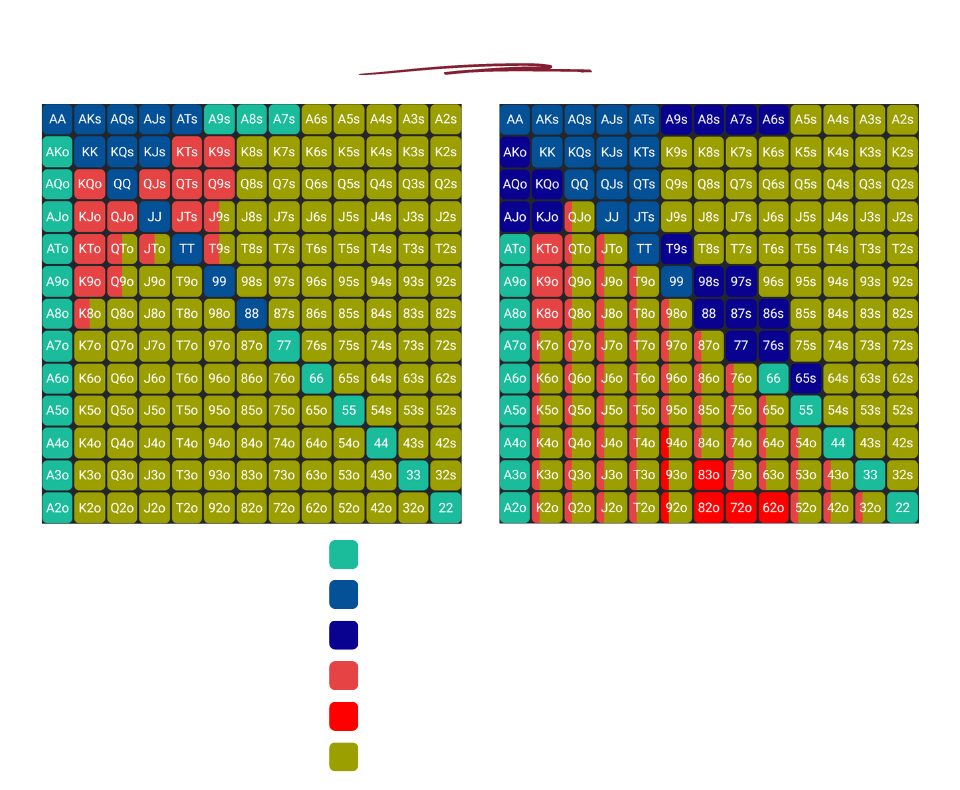 AA AKs AQs AJs ATs A9s A8s A7s A6s A5s A4s A3s A2s
AKo KK KQs KJs KTs K9s K8s K7s K6s K5s K4s K3s K2s
AQo KQo QQ QJs QTs Q9s Q8s Q7s Q6s Q5s Q4s Q3s Q2s
AJo KJo QJo JJ JTs J9s J8s J7s J6s J5s J4s J3s J2s
ATo KTo QTo JTo TT T9s T8s T7s T6s T5s T4s T3s T2s
A9o K9o Q9o J9o T9o 99 98s 97s 96s 95s 94s 93s 92s
A8o K8o Q8o J8o T8o 98o 88 87s 86s 85s 84s 83s 82s
A7o K7o Q7o J7o T7o 97o 87o 77 76s 75s 74s 73s 72s
A6o K6o Q6o J6o T6o 96o 86o 76o 66 65s 64s 63s 62s
A5o K5o Q5o J5o T5o 95o 85o 75o 65o 55 54s 53s 52s
A4o K4o Q4o J4o T4o 94o 84o 74o 64o 54o 44 43s 42s
A3o K3o Q3o J3o T3o 93o 83o 73o 63o 53o 43o 33 32s
A2o K2o Q2o J2o T2o 92o 82o 72o 62o 52o 42o 32o 22
AA AKs AQs AJs ATs A9s A8s A7s A6s A5s A4s A3s A2s
AKo KK KQs KJs KTs K9s K8s K7s K6s K5s K4s K3s K2s
AQo KQo QQ QJs QTs Q9s Q8s Q7s Q6s Q5s Q4s Q3s Q2s
AJo KJo QJo JJ JTs J9s J8s J7s J6s J5s J4s J3s J2s
ATo KTo QTo JTo TT T9s T8s T7s T6s T5s T4s T3s T2s
A9o K9o Q9o J9o T9o 99 98s 97s 96s 95s 94s 93s 92s
A8o K8o Q8o J8o T8o 98o 88 87s 86s 85s 84s 83s 82s
A7o K7o Q7o J7o T7o 97o 87o 77 76s 75s 74s 73s 72s
A6o K6o Q6o J6o T6o 96o 86o 76o 66 65s 64s 63s 62s
A5o K5o Q5o J5o T5o 95o 85o 75o 65o 55 54s 53s 52s
A4o K4o Q4o J4o T4o 94o 84o 74o 64o 54o 44 43s 42s
A3o K3o Q3o J3o T3o 93o 83o 73o 63o 53o 43o 33 32s
A2o K2o Q2o J2o T2o 92o 82o 72o 62o 52o 42o 32o 22